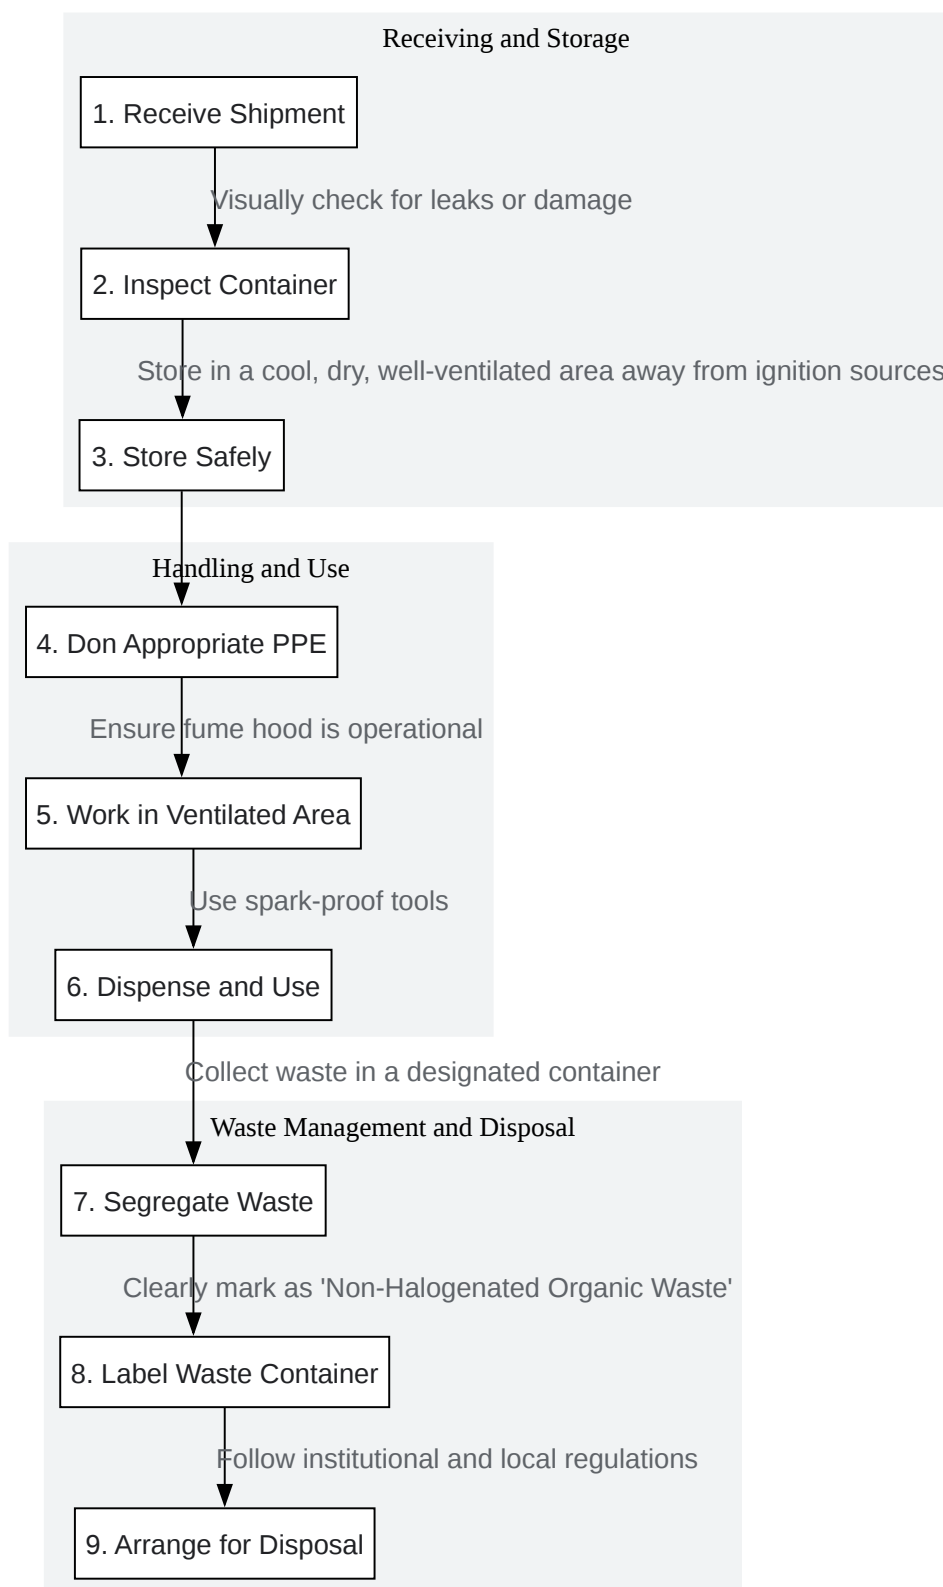 Receiving and Storage
1. Receive Shipment
Visually check for leaks or damage
2. Inspect Container
Store in a cool, dry, well-ventilated area away from ignition sources
3. Store Safely
Handling and Use
4. Don Appropriate PPE
Ensure fume hood is operational
5. Work in Ventilated Area
Use spark-proof tools
6. Dispense and Use
Collect waste in a designated container
Waste Management and Disposal
7. Segregate Waste
Clearly mark as 'Non-Halogenated Organic Waste'
8. Label Waste Container
Follow institutional and local regulations
9. Arrange for Disposal